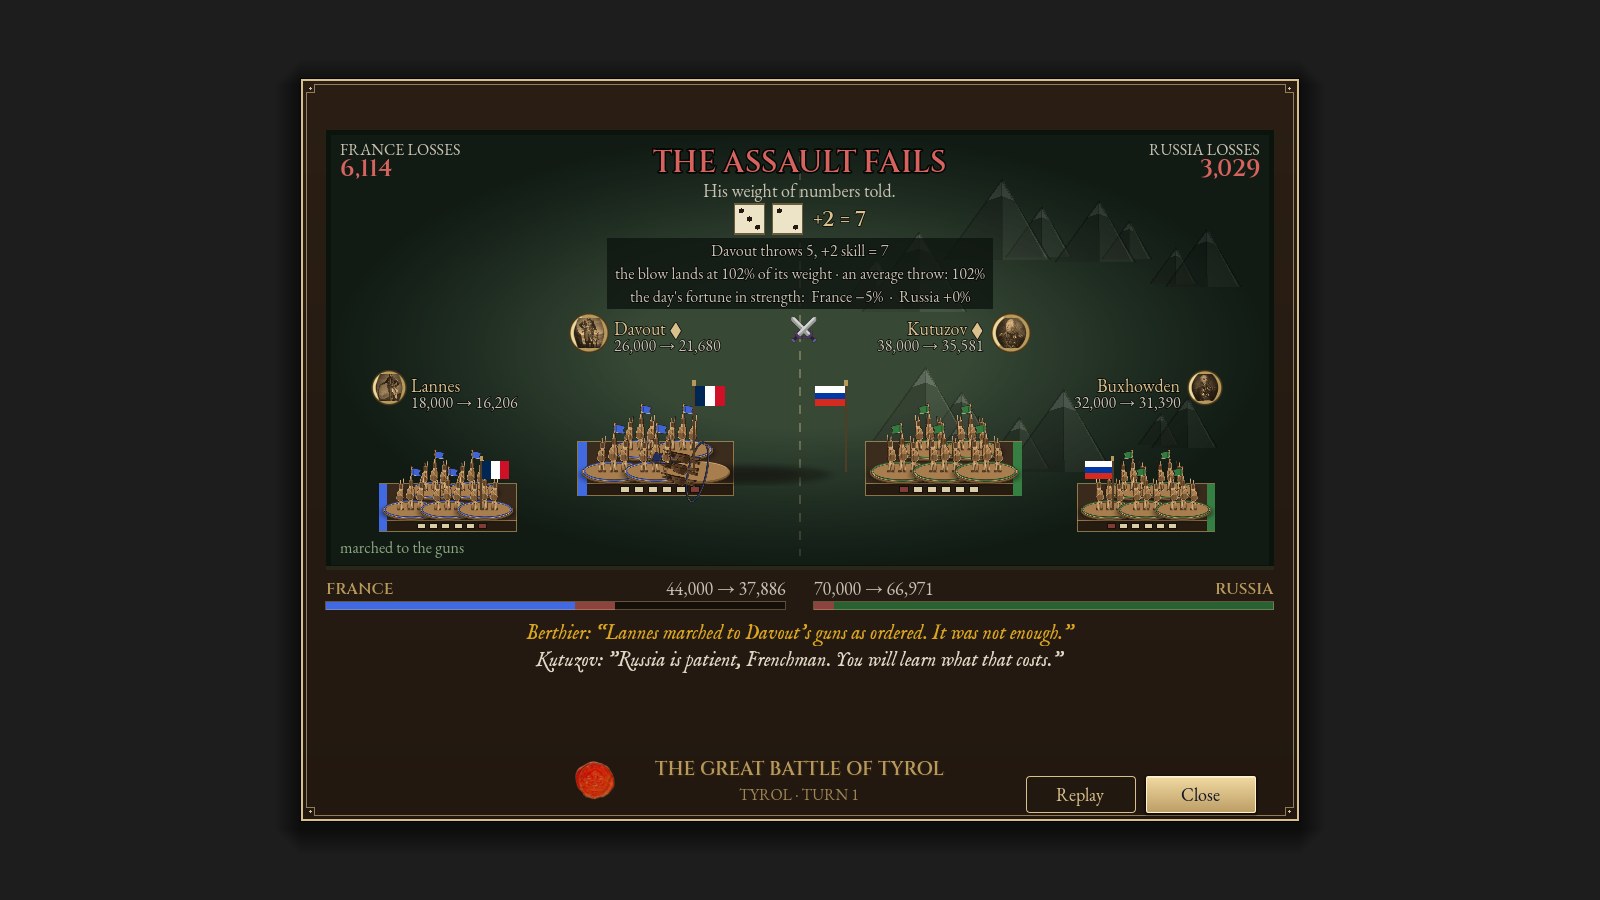 FRANCE LOSSES
6,114
THE ASSAULT FAILS
RUSSIA LOSSES
3,029
His weight of numbers told.
+2 = 7
Davout throws 5, +2 skill = 7
the blow lands at 102% of its weight · an average throw: 102%
the day's fortune in strength: France −5% · Russia +0%
Davout
26,000 → 21,680
Kutuzov
38,000 → 35,581
Lannes
18,000 → 16,206
Buxhowden
32,000 → 31,390
marched to the guns
FRANCE
44,000 → 37,886
70,000 → 66,971
RUSSIA
Berthier: “Lannes marched to Davout’s guns as ordered. It was not enough.”
Kutuzov: ”Russia is patient, Frenchman. You will learn what that costs.”
THE GREAT BATTLE OF TYROL
TYROL · TURN 1
Replay
Close